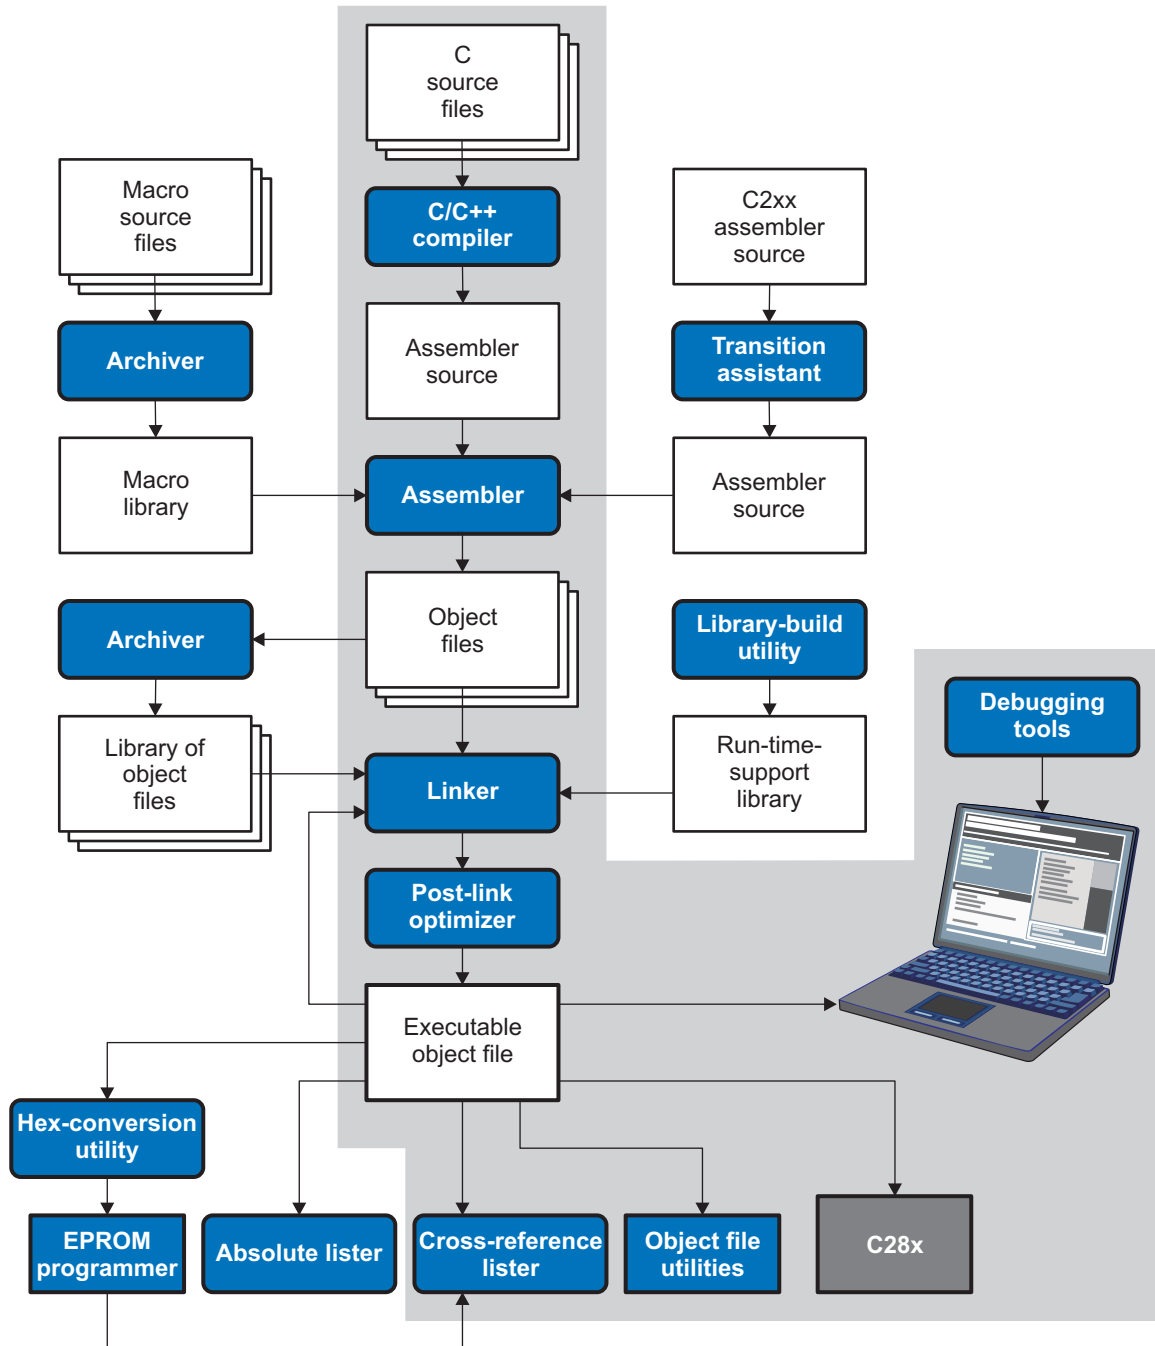 C
source
files
Macro
source
files
C/C++
compiler
C2xx
assembler
source
Archiver
Assembler
source
Transition
assistant
Macro
library
Assembler
Assembler
source
Archiver
Object
files
Library-build
utility
Debugging
tools
Library of
object
files
Linker
Run-time-
support
library
Post-link
optimizer
Executable
object file
Hex-conversion
utility
EPROM
programmer
Absolute lister
Cross-reference
lister
Object file
utilities
C28x